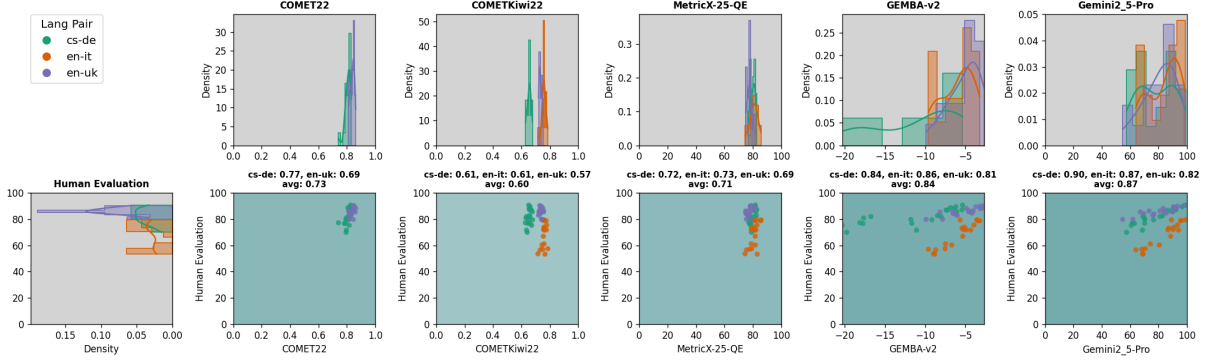 Lang Pair
cs-de
en-it
en-uk
COMET22
COMETKiwi22
MetricX-25-QE
GEMBA-v2
Gemini2_5-Pro
Density
30
25
20
15
10
5
0
0.0 0.2 0.4 0.6 0.8 1.0
Density
50
40
30
20
10
0
0.0 0.2 0.4 0.6 0.8 1.0
Density
0.3
0.2
0.1
0.0
0 20 40 60 80 100
Density
0.25
0.20
0.15
0.10
0.05
0.00
−20 −15 −10 −5
Density
0.05
0.04
0.03
0.02
0.01
0.00
0 20 40 60 80 100
Human Evaluation
100
80
60
40
20
0
0.15 0.10 0.05 0.00
Density
cs-de: 0.77, en-uk: 0.69
avg: 0.73
Human Evaluation
100
80
60
40
20
0
0.0 0.2 0.4 0.6 0.8 1.0
COMET22
cs-de: 0.61, en-it: 0.61, en-uk: 0.57
avg: 0.60
Human Evaluation
100
80
60
40
20
0
0.0 0.2 0.4 0.6 0.8 1.0
COMETKiwi22
cs-de: 0.72, en-it: 0.73, en-uk: 0.69
avg: 0.71
Human Evaluation
100
80
60
40
20
0
0 20 40 60 80 100
MetricX-25-QE
cs-de: 0.84, en-it: 0.86, en-uk: 0.81
avg: 0.84
Human Evaluation
100
80
60
40
20
0
−20 −15 −10 −5
GEMBA-v2
cs-de: 0.90, en-it: 0.87, en-uk: 0.82
avg: 0.87
Human Evaluation
100
80
60
40
20
0
0 20 40 60 80 100
Gemini2_5-Pro